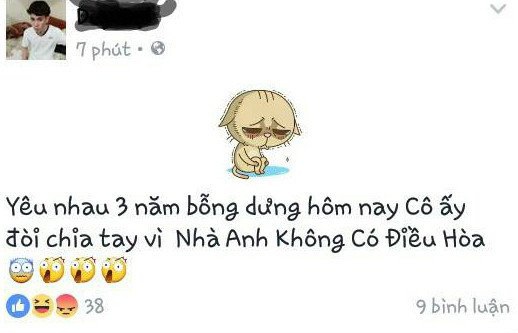 7 phút
Yêu nhau 3 năm bỗng dưng hôm nay Cô ấy
đòi chia tay vì Nhà Anh Không Có Điều Hòa
😨😲😲😲
38
9 bình luận